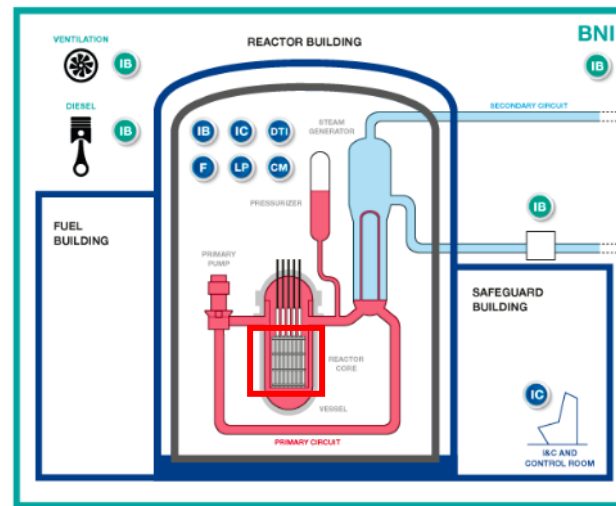 VENTILATION
IB
REACTOR BUILDING
BNI
IB
DIESEL
IB
SECONDARY CIRCUIT
IB
IC
DTI
STEAM
GENERATOR
F
LP
CM
PRESSURIZER
IB
FUEL
BUILDING
PRIMARY
PUMP
SAFEGUARD
BUILDING
REACTOR
CORE
IC
VESSEL
PRIMARY CIRCUIT
I&C AND
CONTROL ROOM